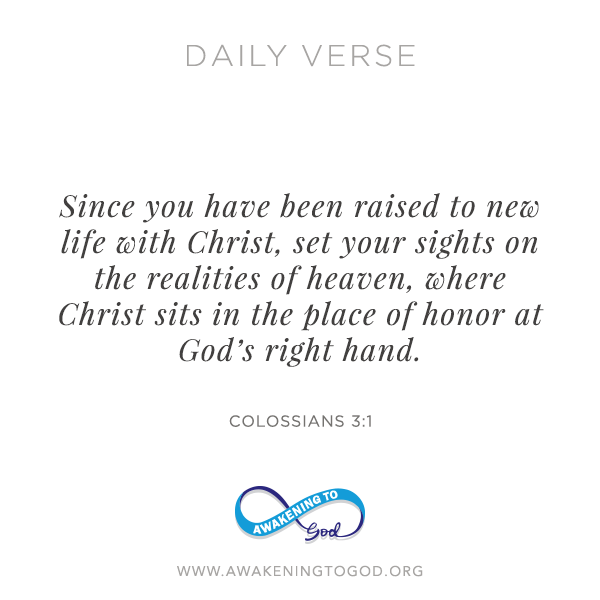 DAILY VERSE
Since you have been raised to new
life with Christ, set your sights on
the realities of heaven, where
Christ sits in the place of honor at
God’s right hand.
COLOSSIANS 3:1
AWAKENING TO
God
WWW.AWAKENINGTOGOD.ORG